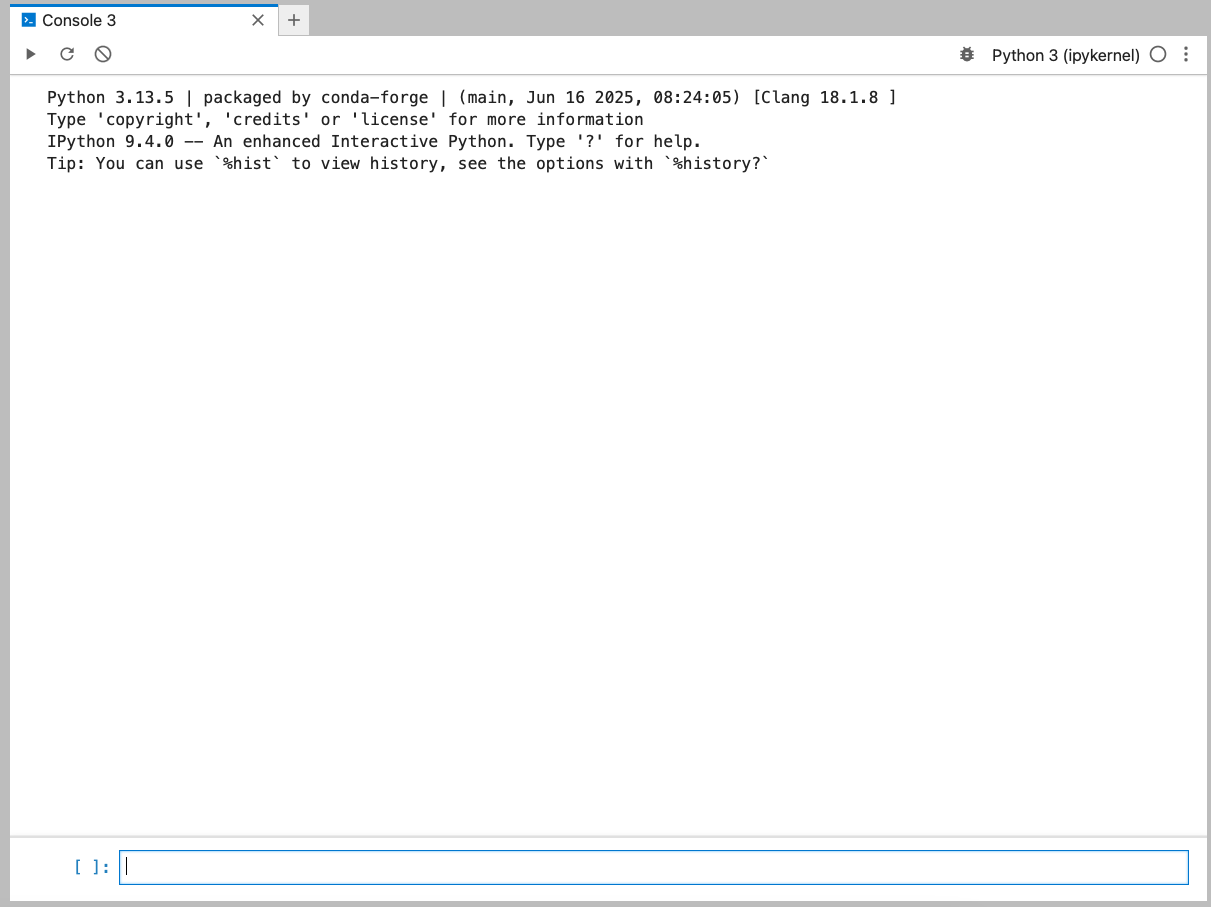 Console 3
Python 3 (ipykernel)
Python 3.13.5 | packaged by conda-forge | (main, Jun 16 2025, 08:24:05) [Clang 18.1.8 ]
Type 'copyright', 'credits' or 'license' for more information
IPython 9.4.0 -- An enhanced Interactive Python. Type '?' for help.
Tip: You can use `%hist` to view history, see the options with `%history?`
[ ]: